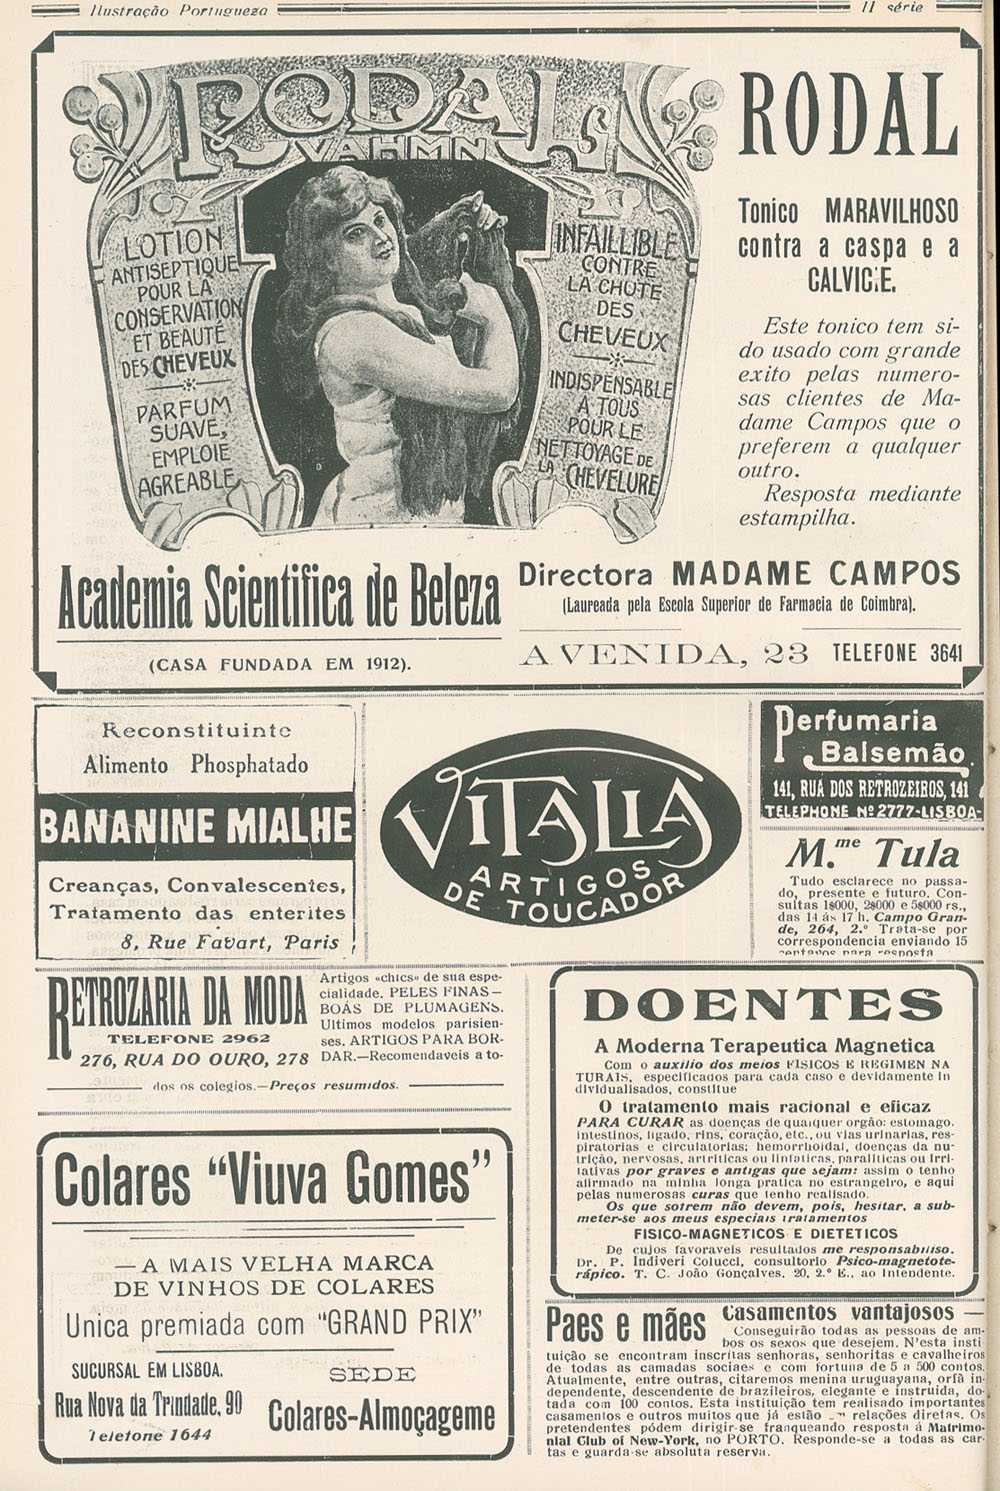 Ilustração Portugueza
II série
RODAL
VAHMN
LOTION
ANTISEPTIQUE
POUR LA
CONSERVATION
ET BEAUTÉ
DES CHEVEUX
PARFUM
SUAVE,
EMPLOIE
AGREABLE
INFAILLIBLE
CONTRE
LA CHUTE
DES
CHEVEUX
INDISPENSABLE
A TOUS
POUR LE
NETTOYAGE DE
LA CHEVELURE
RODAL
Tonico MARAVILHOSO
contra a caspa e a
CALVICIE.
Este tonico tem si-
do usado com grande
exito pelas numero-
sas clientes de Ma-
dame Campos que o
preferem a qualquer
outro.
Resposta mediante
estampilha.
Academia Scientifica de Beleza
(CASA FUNDADA EM 1912).
Directora MADAME CAMPOS
(Laureada pela Escola Superior de Farmacia de Coimbra).
AVENIDA, 23 TELEFONE 3641
Reconstituinte
Alimento Phosphatado
BANANINE MIALHE
Creanças, Convalescentes,
Tratamento das enterites
8, Rue Favart, Paris
VITALIA
ARTIGOS
DE TOUCADOR
Perfumaria
Balsemão
141, RUA DOS RETROZEIROS, 141
TELEPHONE Nº 2777-LISBOA-
M.me Tula
Tudo esclarece no passa-
do, presente e futuro. Con-
sultas 1$000, 2$000 e 5$000 rs.,
das 14 ás 17 h. Campo Gran-
de, 264, 2.º Trata-se por
correspondencia enviando 15
centavos para resposta
RETROZARIA DA MODA
TELEFONE 2962
276, RUA DO OURO, 278
Artigos «chics» de sua espe-
cialidade. PELES FINAS—
BOÁS DE PLUMAGENS.
Ultimos modelos parisien-
ses. ARTIGOS PARA BOR-
DAR.—Recomendaveis a to-
dos os colegios.—Preços resumidos.
Colares "Viuva Gomes"
—A MAIS VELHA MARCA
DE VINHOS DE COLARES
Unica premiada com "GRAND PRIX"
SUCURSAL EM LISBOA.
Rua Nova da Trindade, 90
Telefone 1644
SEDE
Colares-Almoçageme
DOENTES
A Moderna Terapeutica Magnetica
Com o auxilio dos meios FISICOS E REGIMEN NA
TURAIS, especificados para cada caso e devidamente in
dividualisados, constitue
O tratamento mais racional e eficaz
PARA CURAR as doenças de qualquer orgão: estomago.
intestinos, ligado, rins, coração, etc., ou vias urinarias, res-
piratorias e circulatorias; hemorrhoidal, doenças da nu-
trição, nervosas, artriticas ou linfaticas, paraliticas ou irri-
tativas por graves e antigas que sejam: assim o tenho
afirmado na minha longa pratica no estrangeiro, e aqui
pelas numerosas curas que tenho realisado.
Os que sofrem não devem, pois, hesitar, a sub-
meter-se aos meus especiais tratamentos
FISICO-MAGNETICOS E DIETETICOS
De cujos favoraveis resultados me responsabiliso.
Dr. P. Indiveri Colucci, consultorio Psico-magnetote-
rápico. T. C. João Gonçalves. 20, 2.º E., ao Intendente.
Paes e mães
Casamentos vantajosos —
Conseguirão todas as pessoas de am-
bos os sexos que desejem. N'esta insti-
tuição se encontram inscritas senhoras, senhoritas e cavalheiros
de todas as camadas sociaes e com fortuna de 5 a 500 contos.
Atualmente, entre outras, citaremos menina uruguayana, orfã in-
dependente, descendente de brazileiros, elegante e instruida, do-
tada com 100 contos. Esta instituição tem realisado importantes
casamentos e outros muitos que já estão em relações diretas. Os
pretendentes pódem dirigir-se franqueando resposta á Matrimo-
nial Club of New-York, no PORTO. Responde-se a todas as car-
tas e guarda-se absoluta reserva.